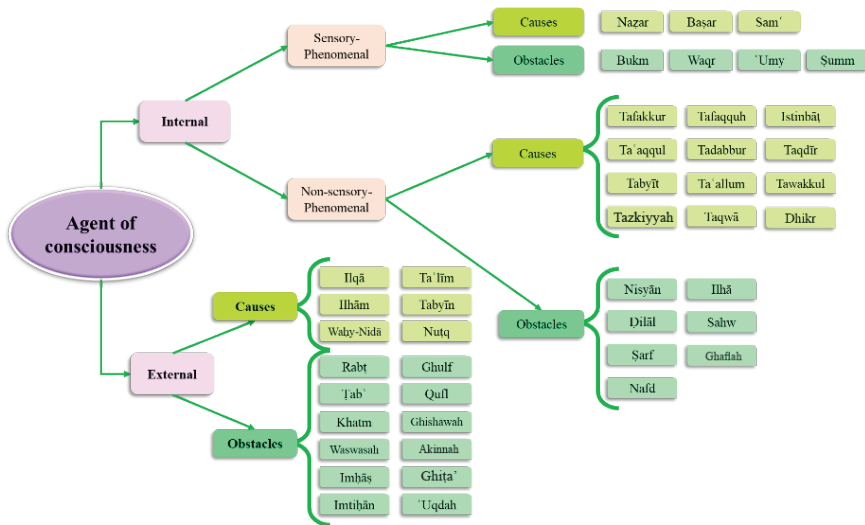 Causes
Naẓar
Baṣar
Samʿ
Sensory-
Phenomenal
Obstacles
Bukm
Waqr
ʿUmy
Ṣumm
Internal
Causes
Tafakkur
Tafaqquh
Istinbāṭ
Taʿaqqul
Tadabbur
Taqdīr
Tabyīt
Taʿallum
Tawakkul
Tazkiyyah
Taqwā
Dhikr
Non-sensory-
Phenomenal
Agent of
consciousness
Obstacles
Nisyān
Ilhā
Ḍilāl
Sahw
Ṣarf
Ghaflah
Nafd
Causes
Ilqā
Taʿlīm
Ilhām
Tabyīn
Waḥy-Nidā
Nuṭq
External
Obstacles
Rabṭ
Ghulf
Ṭabʿ
Qufl
Khatm
Ghishawah
Waswasah
Akinnah
Imḥāṣ
Ghiṭaʾ
Imtiḥān
ʿUqdah